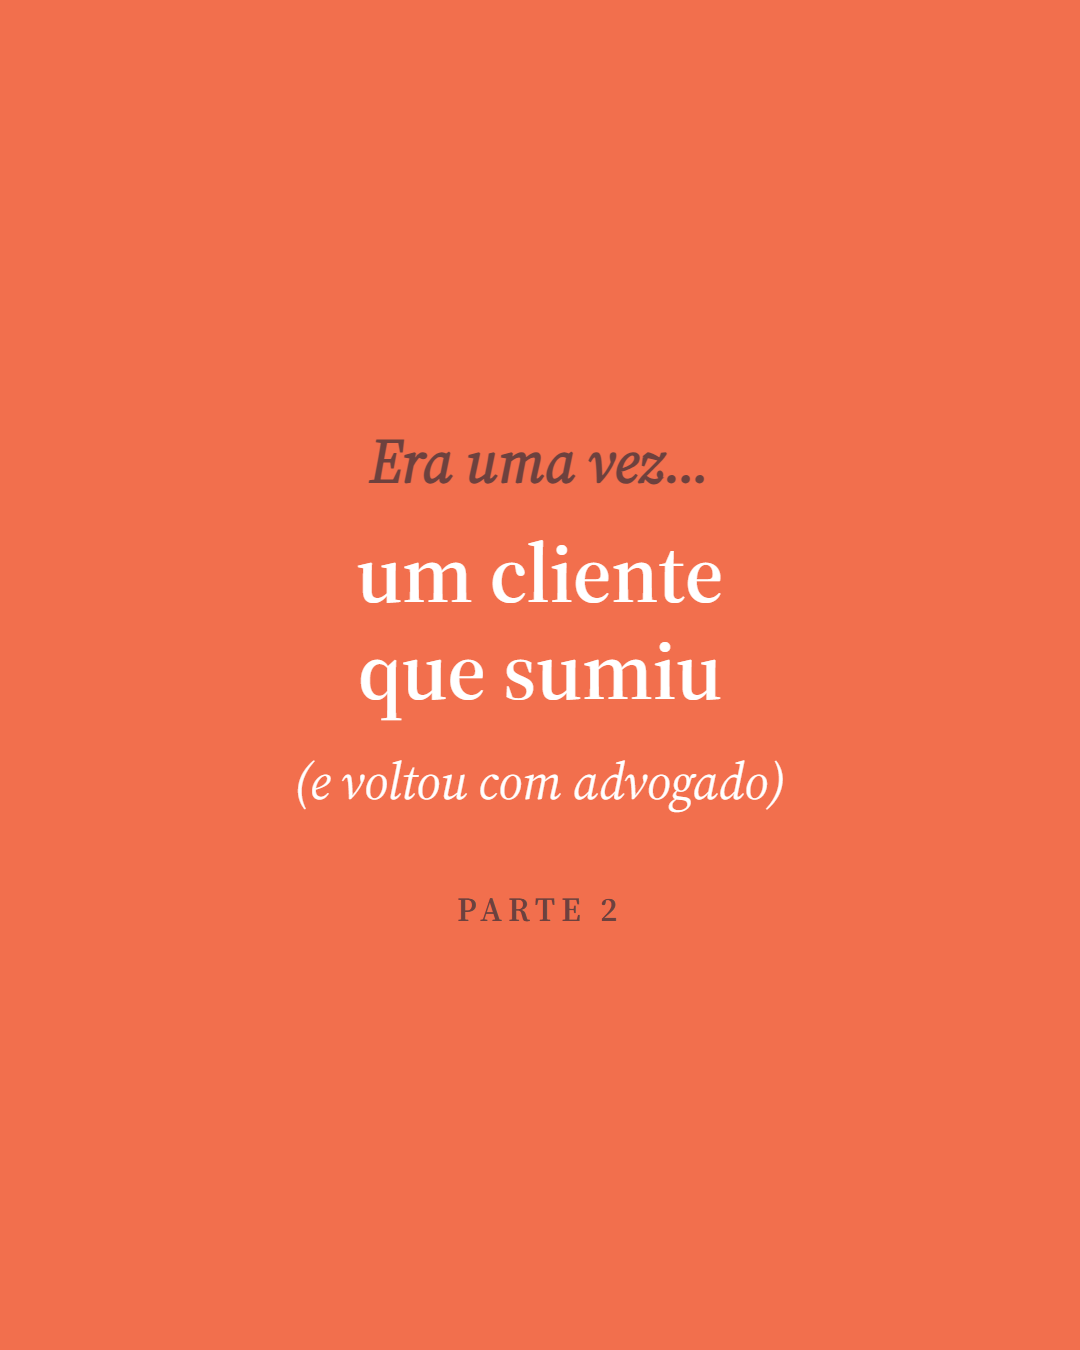 Era uma vez...
um cliente
que sumiu
(e voltou com advogado)
PARTE 2